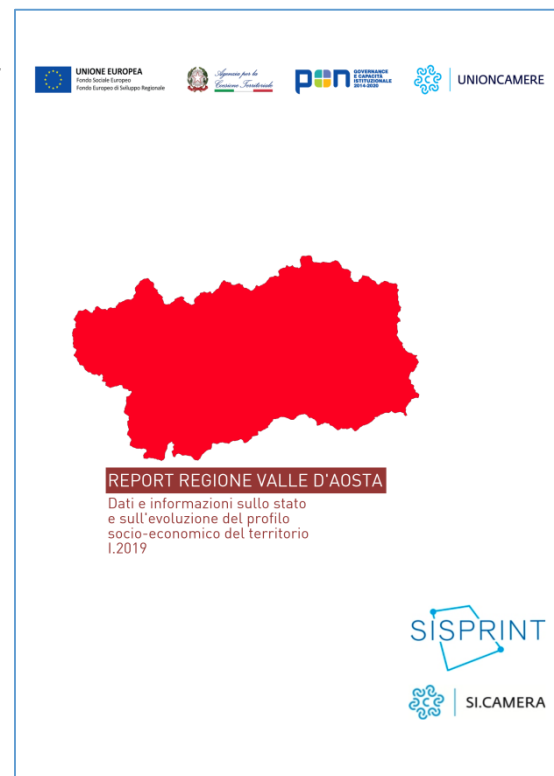 UNIONE EUROPEA
Fondo Sociale Europeo
Fondo Europeo di Sviluppo Regionale
Agenzia per la
Coesione Territoriale
pon
GOVERNANCE
E CAPACITÀ
ISTITUZIONALE
2014-2020
UNIONCAMERE
REPORT REGIONE VALLE D'AOSTA
Dati e informazioni sullo stato
e sull'evoluzione del profilo
socio-economico del territorio
I.2019
SISPRINT
SI.CAMERA